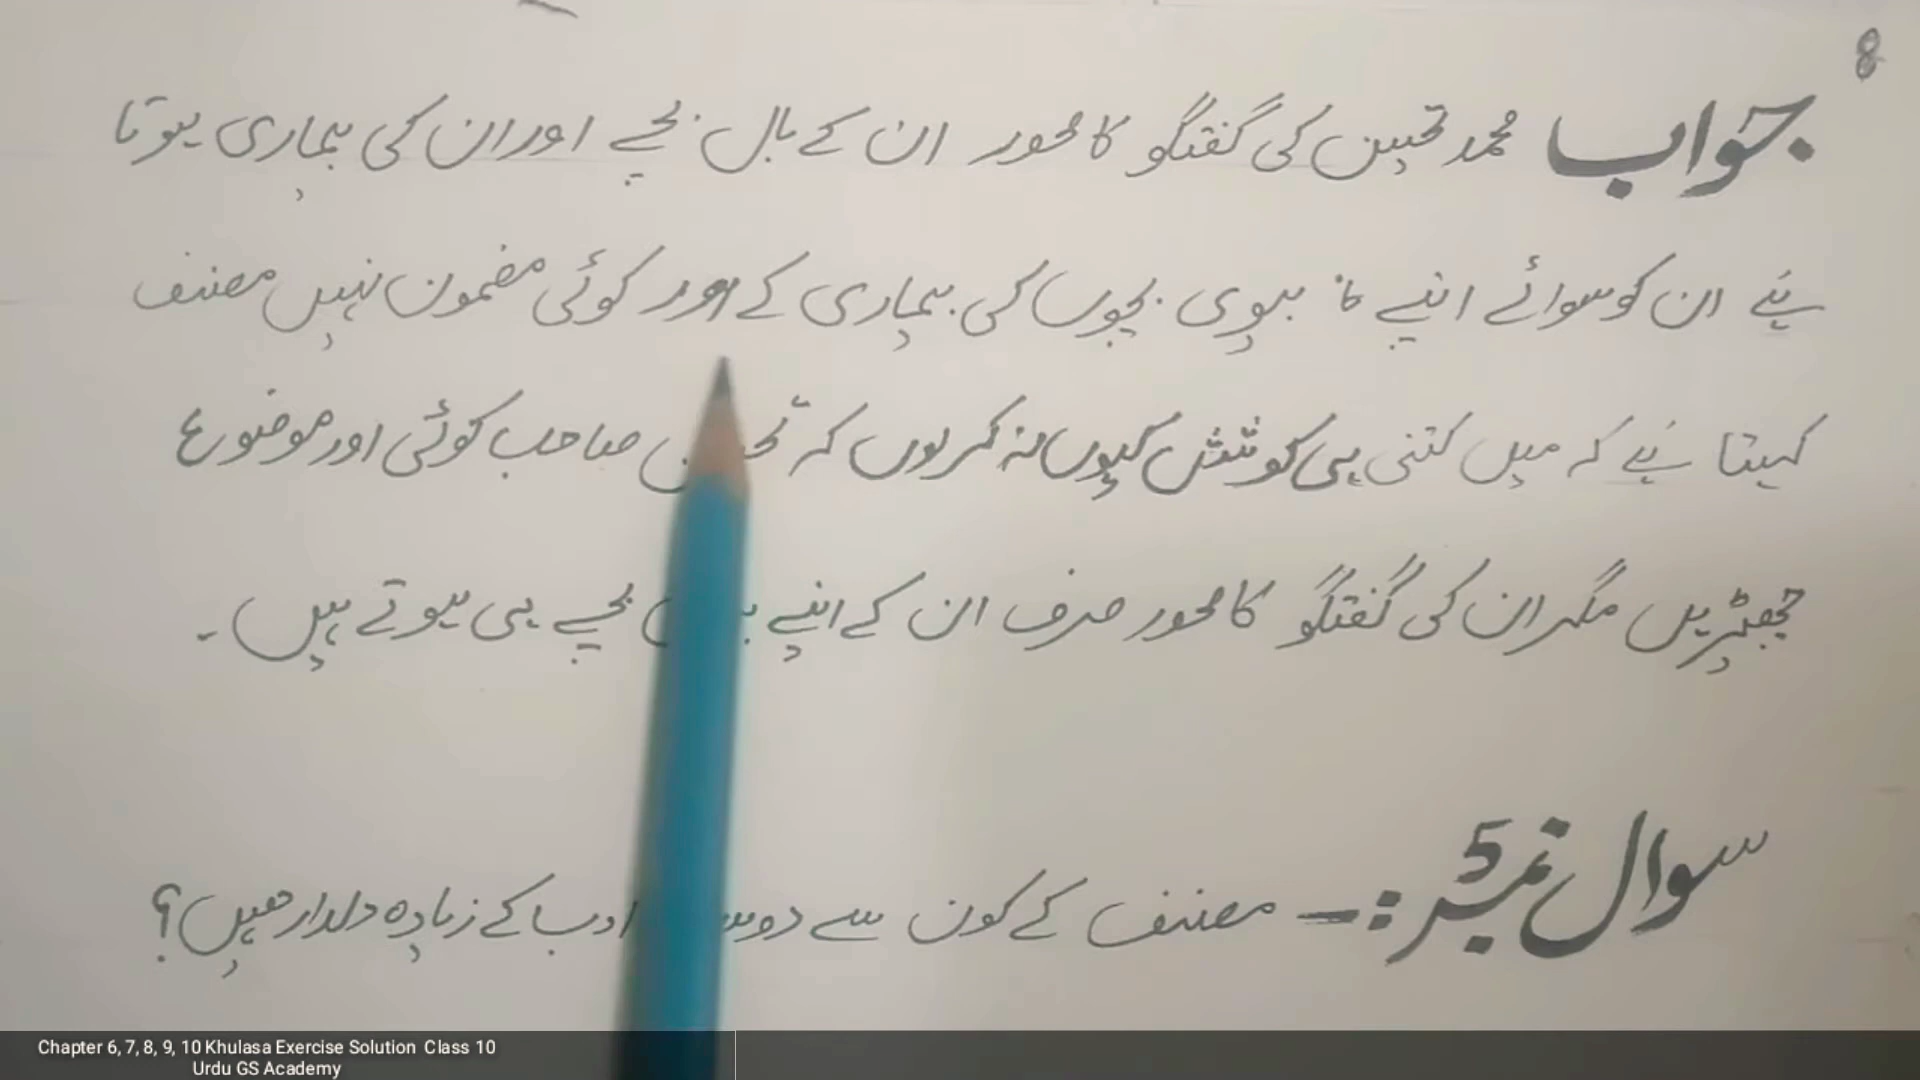 8
جواب محمد تحسین کی گفتگو کا محور ان کے بال بچے اور ان کی بیماری ہوتا
ہے ان کو سوائے اپنے بیوی بچوں کی بیماری کے اور کوئی مضمون نہیں مصنف
کہتا ہے کہ میں کتنی ہی کوشش کیوں نہ کر لوں کہ صاحب کوئی اور موضوع
چھیڑیں مگر ان کی گفتگو کا محور صرف ان کے اپنے بچے ہی ہوتے ہیں۔
سوال نمبر 5:- مصنف کے کون سے ادب کے زیادہ دلدار ہیں؟
Chapter 6, 7, 8, 9, 10 Khulasa Exercise Solution Class 10
Urdu GS Academy